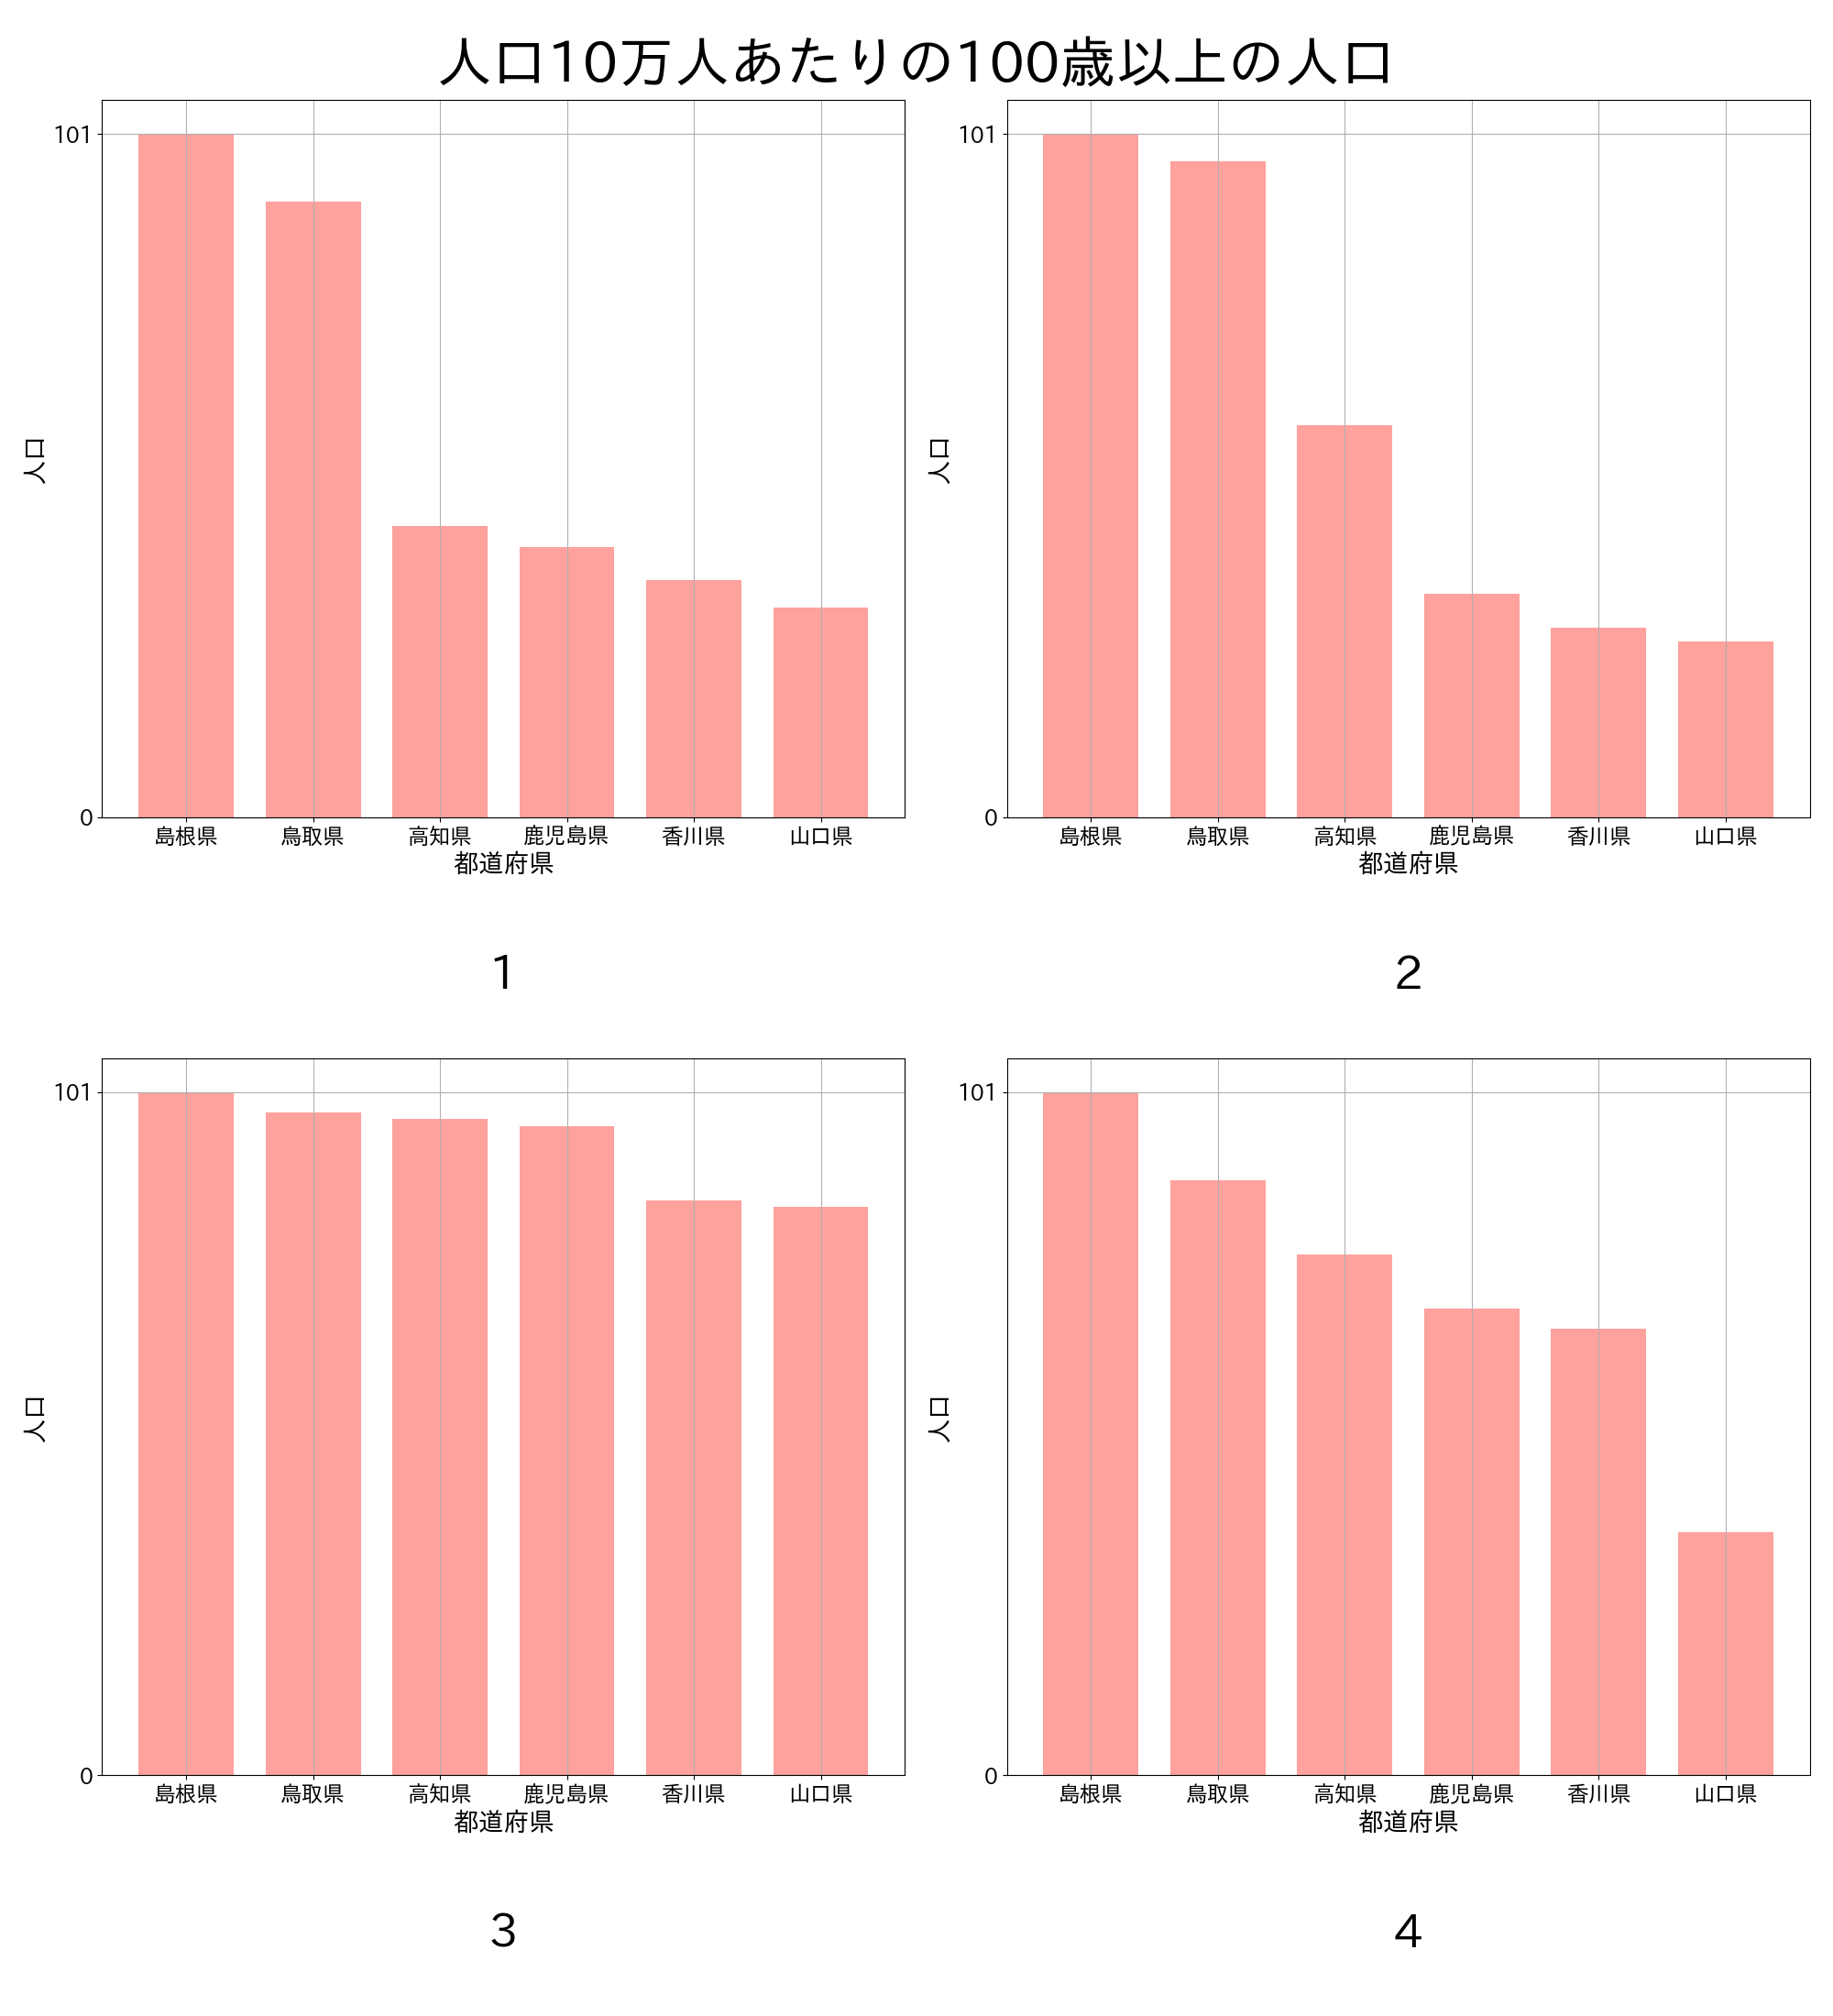 人口10万人あたりの100歳以上の人口
101
0
人口
島根県 鳥取県 高知県 鹿児島県 香川県 山口県
都道府県
1
101
0
人口
島根県 鳥取県 高知県 鹿児島県 香川県 山口県
都道府県
2
101
0
人口
島根県 鳥取県 高知県 鹿児島県 香川県 山口県
都道府県
3
101
0
人口
島根県 鳥取県 高知県 鹿児島県 香川県 山口県
都道府県
4